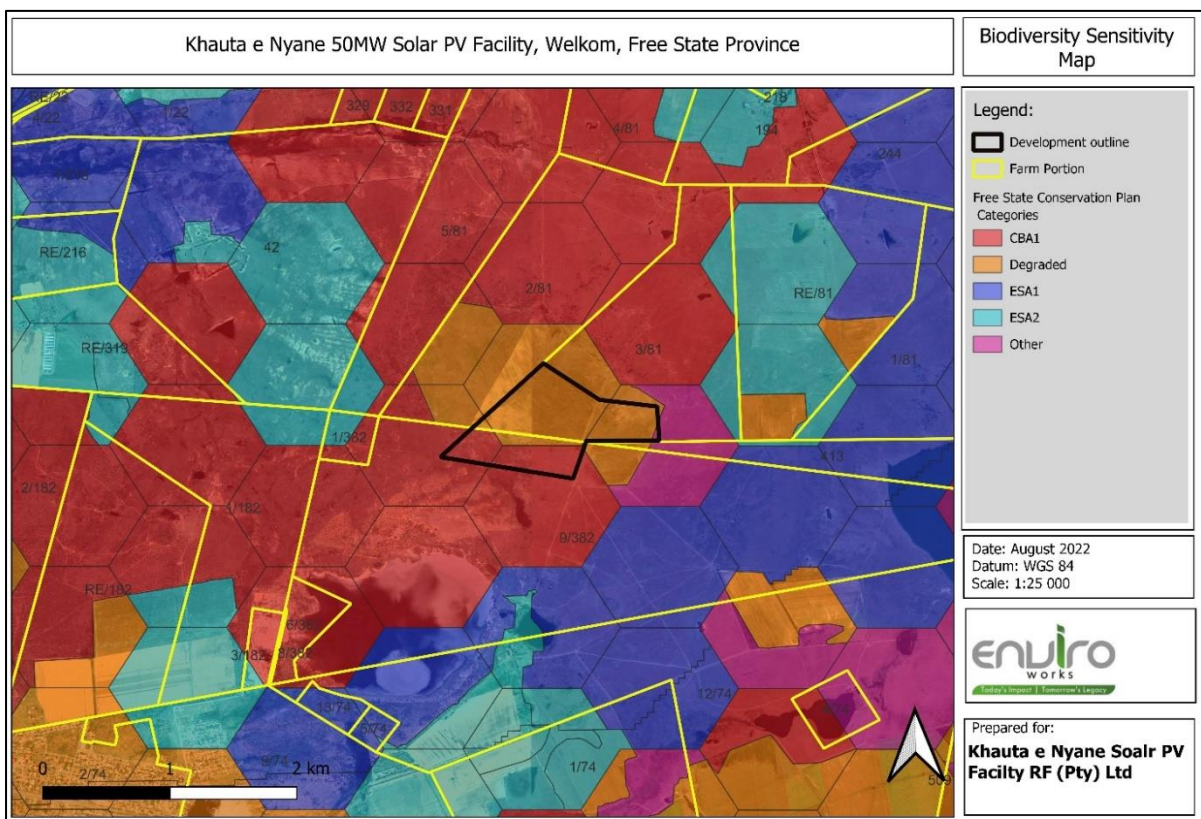 Khauta e Nyane 50MW Solar PV Facility, Welkom, Free State Province
Biodiversity Sensitivity
Map
Legend:
Development outline
Farm Portion
Free State Conservation Plan
Categories
CBA1
Degraded
ESA1
ESA2
Other
Date: August 2022
Datum: WGS 84
Scale: 1:25 000
enviro
works
Today's Impact | Tomorrow's Legacy
Prepared for:
Khauta e Nyane Soalr PV
Facilty RF (Pty) Ltd
RE/22
4/22
1/22
329
332
331
4/81
218
194
244
5/81
42
RE/216
2/81
RE/81
RE/313
3/81
1/81
1/382
413
2/182
4/182
9/382
RE/182
6/382
3/182
8/382
13/74
5/74
12/74
9/74
2/74
1/74
509
0 1 2 km